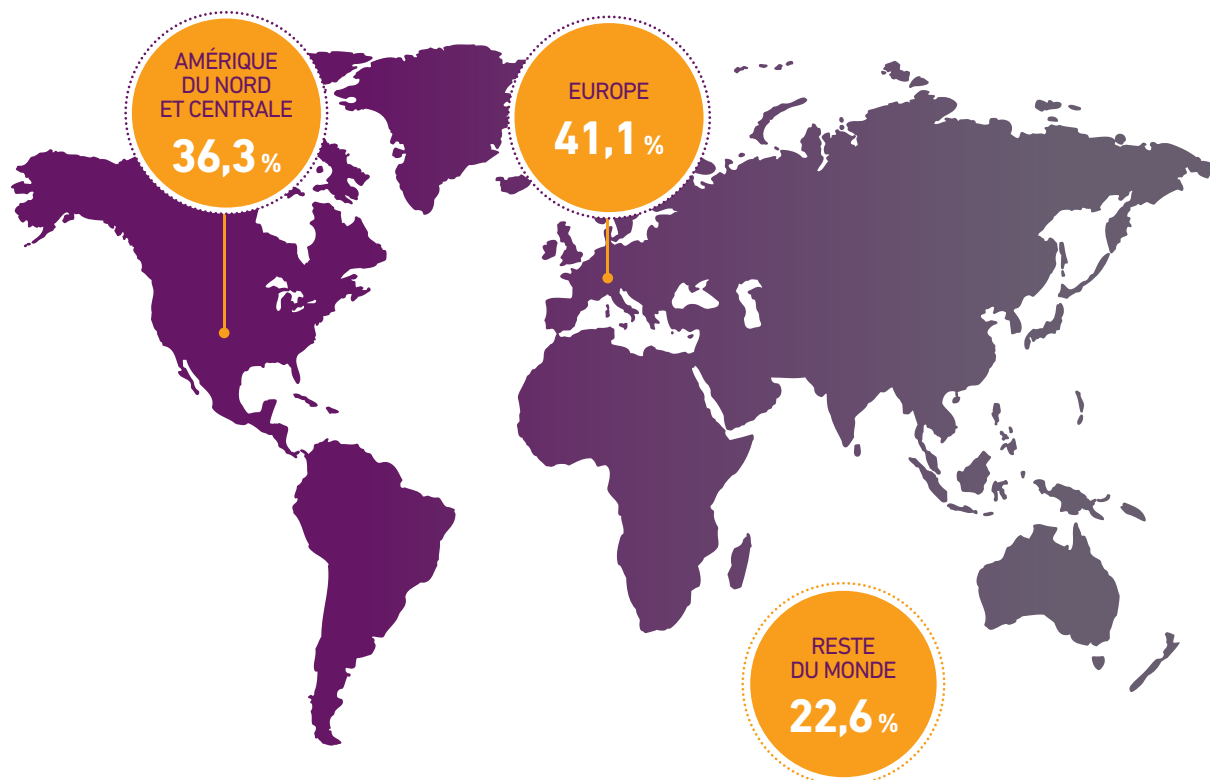 AMÉRIQUE
DU NORD
ET CENTRALE
36,3 %
EUROPE
41,1 %
RESTE
DU MONDE
22,6 %